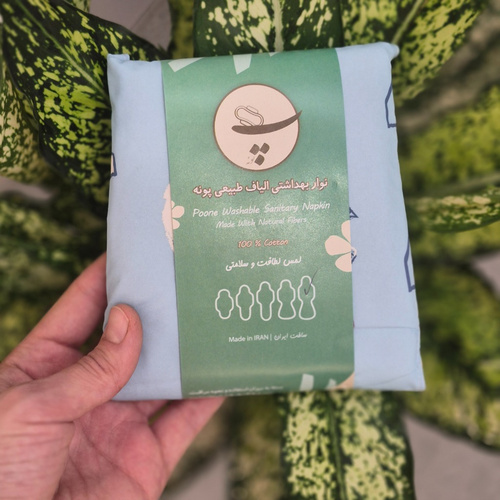 پ
نوار بهداشتی الیاف طبیعی پونه
Poone Washable Sanitary Napkin
Made With Natural Fibers
100 % Cotton
لمس لطافت و سلامتی
Made in IRAN | ساخت ایران